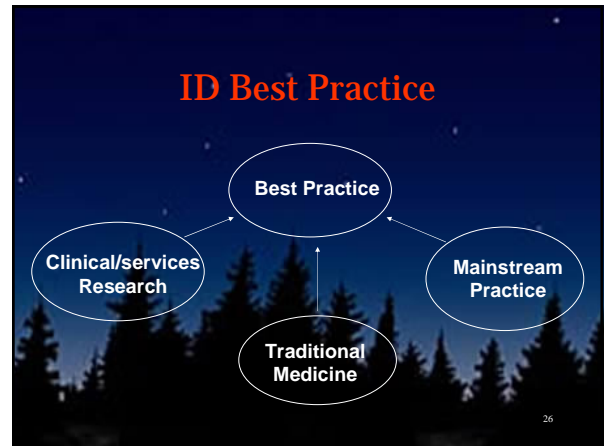 ID Best Practice
Best Practice
Clinical/services
Research
Mainstream
Practice
Traditional
Medicine
26